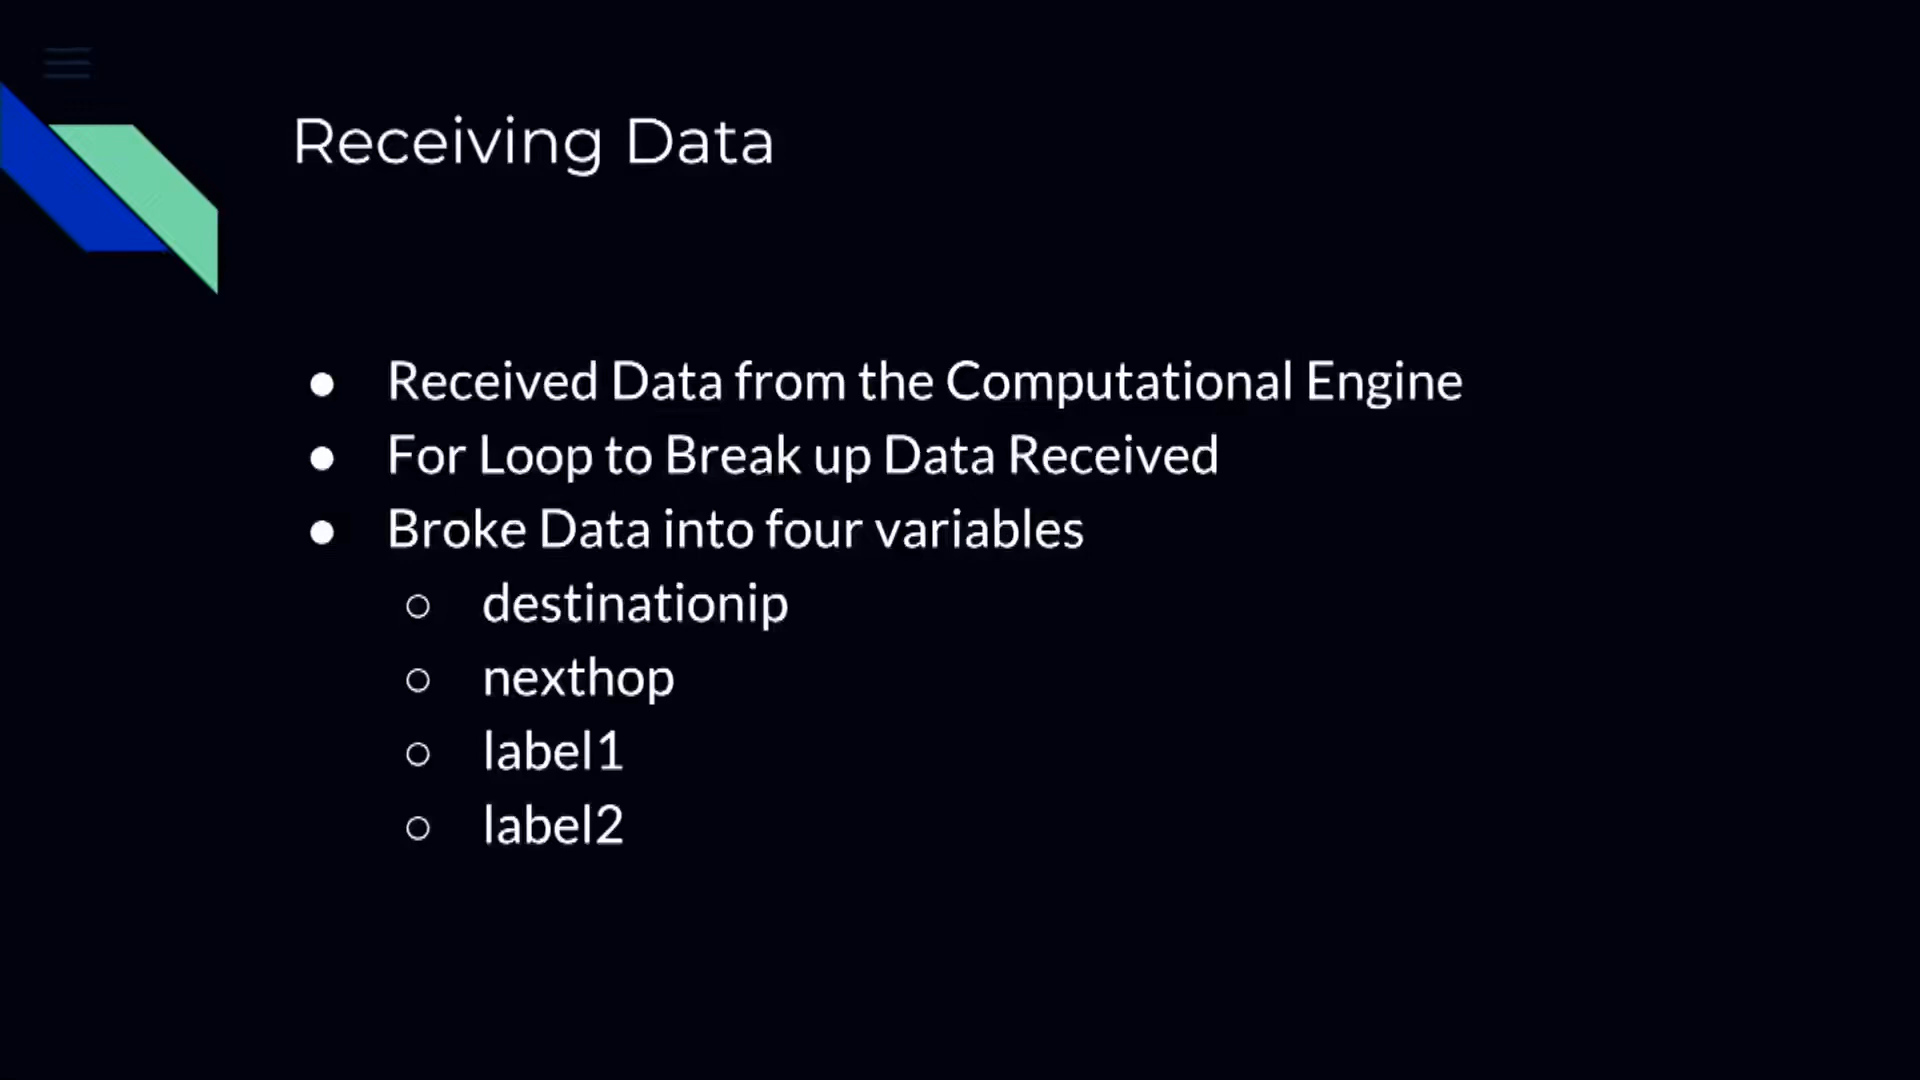 Receiving Data
● Received Data from the Computational Engine
● For Loop to Break up Data Received
● Broke Data into four variables
○ destinationip
○ nexthop
○ label1
○ label2